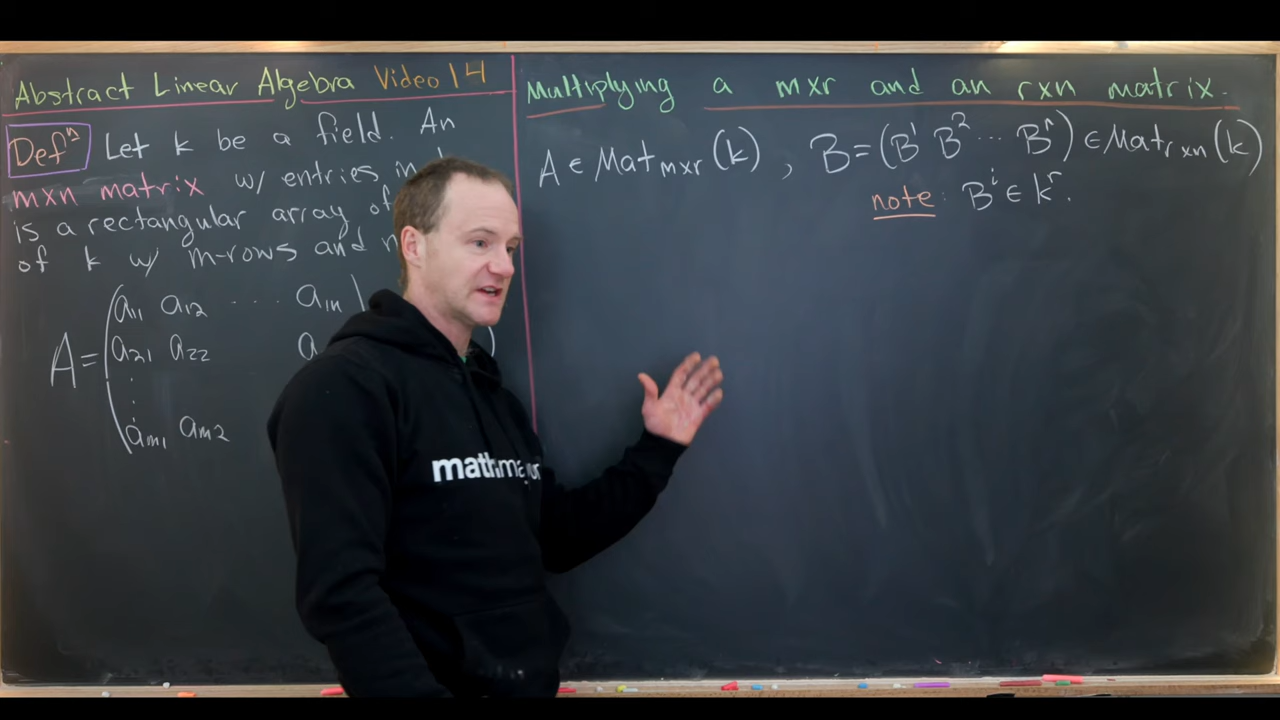 Abstract Linear Algebra Video 14
Defⁿ Let k be a field. An
mxn matrix w/ entries in
is a rectangular array of
of k w/ m-rows and
A = (a₁₁ a₁₂ ... a₁ₙ
a₂₁ a₂₂ a )
⋮
aₘ₁ aₘ₂
Multiplying a mxr and an rxn matrix.
A ∈ Matₘₓᵣ(k), B = (B¹ B² ... Bⁿ) ∈ Matᵣₓₙ(k)
note: Bⁱ ∈ kʳ.